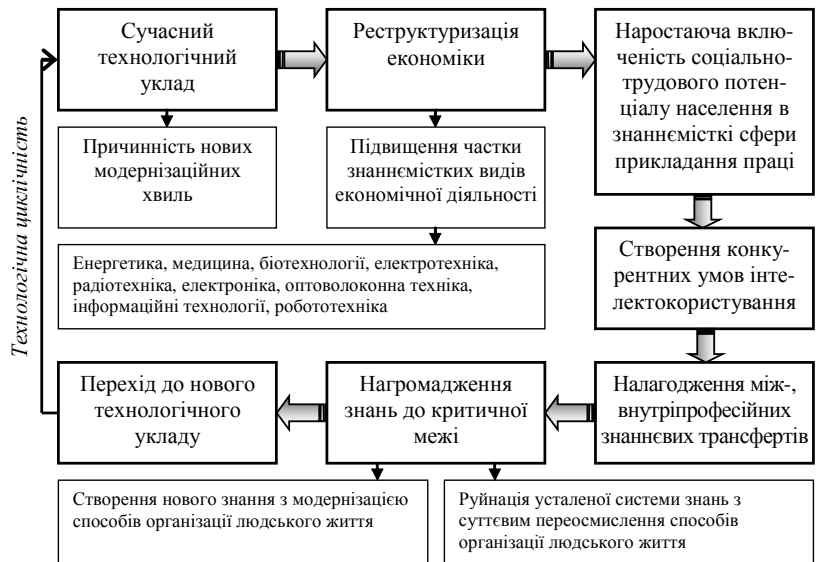 Сучасний
технологічний
уклад
Реструктуризація
економіки
Наростаюча вклю-
ченість соціально-
трудового потен-
ціалу населення в
знаннємісткі сфери
прикладання праці
Причинність нових
модернізаційних
хвиль
Підвищення частки
знаннємістких видів
економічної діяльності
Енергетика, медицина, біотехнології, електротехніка,
радіотехніка, електроніка, оптоволоконна техніка,
інформаційні технології, робототехніка
Створення конку-
рентних умов інте-
лектокористування
Технологічна циклічність
Перехід до нового
технологічного
укладу
Нагромадження
знань до критичної
межі
Налагодження між-,
внутріпрофесійних
знаннєвих трансфертів
Створення нового знання з модернізацією
способів організації людського життя
Руйнація усталеної системи знань з
суттєвим переосмислення способів
організації людського життя